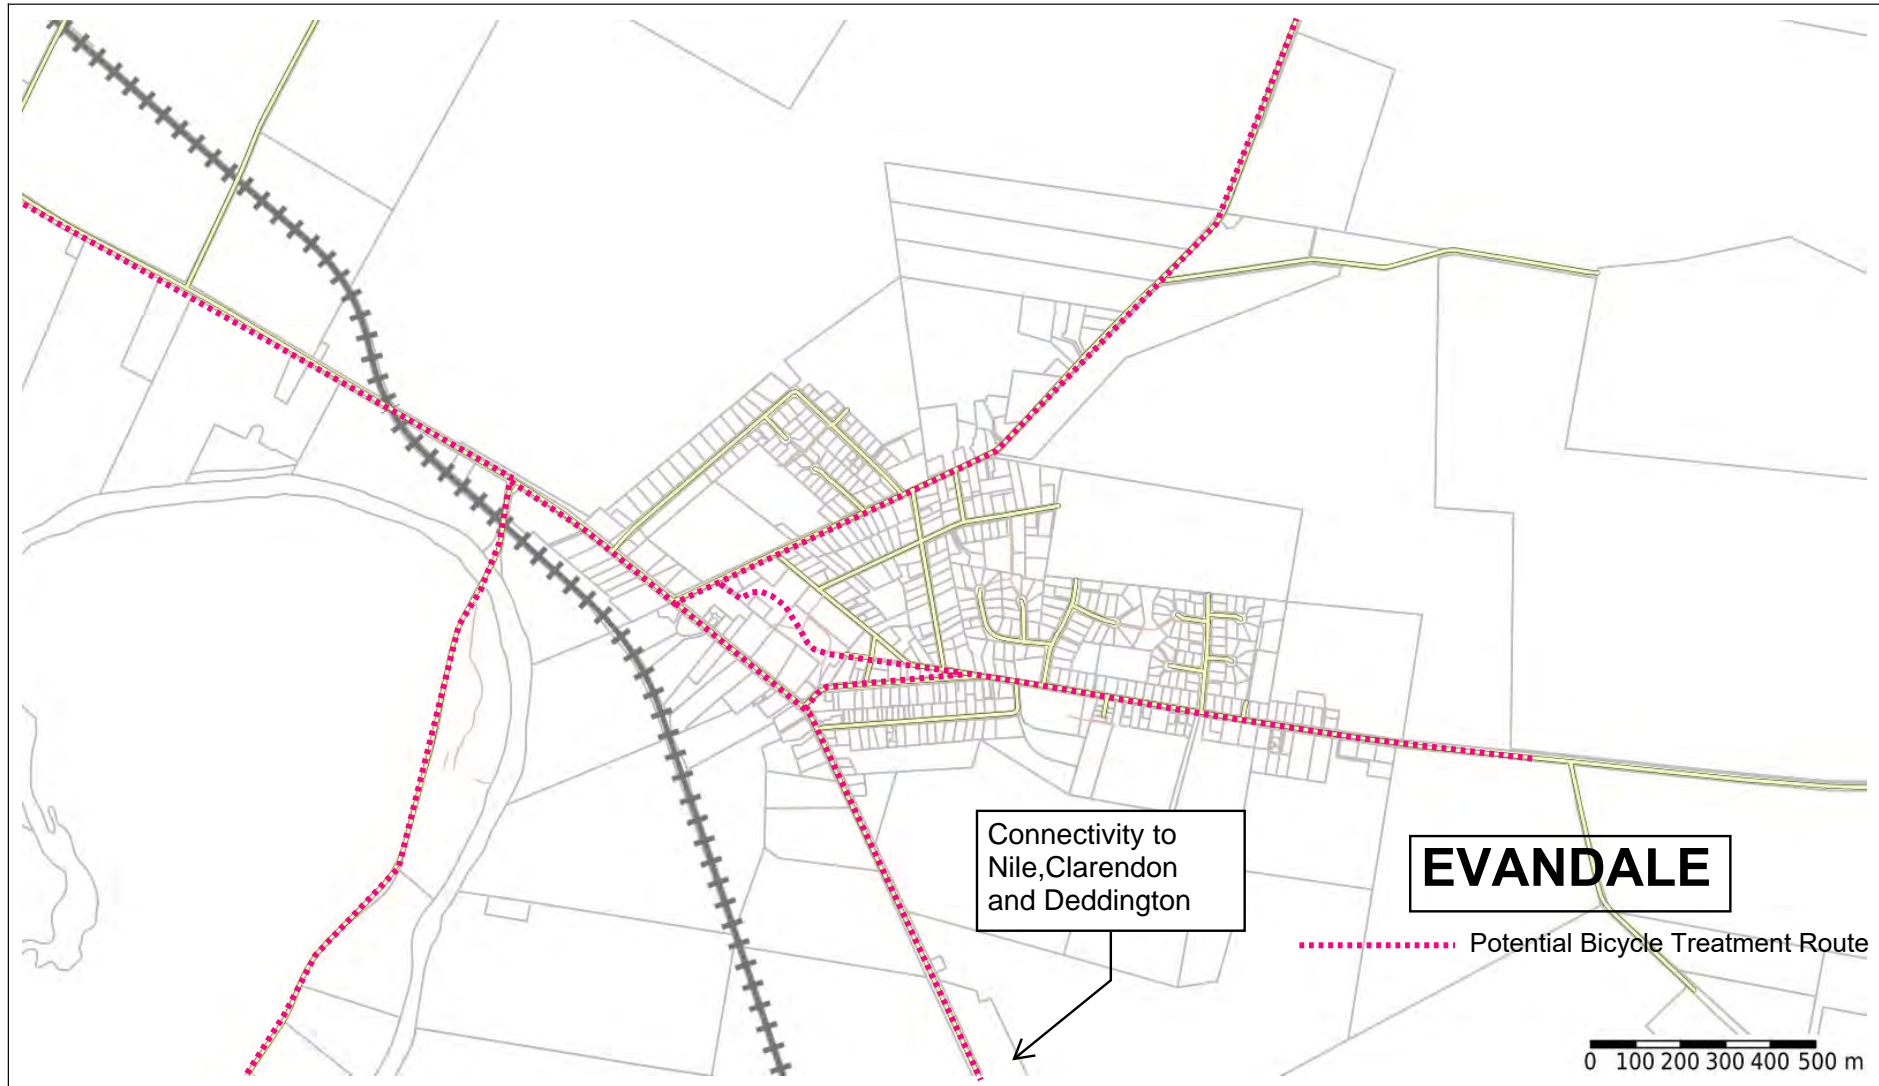 Connectivity to
Nile,Clarendon
and Deddington
EVANDALE
Potential Bicycle Treatment Route
0 100 200 300 400 500 m